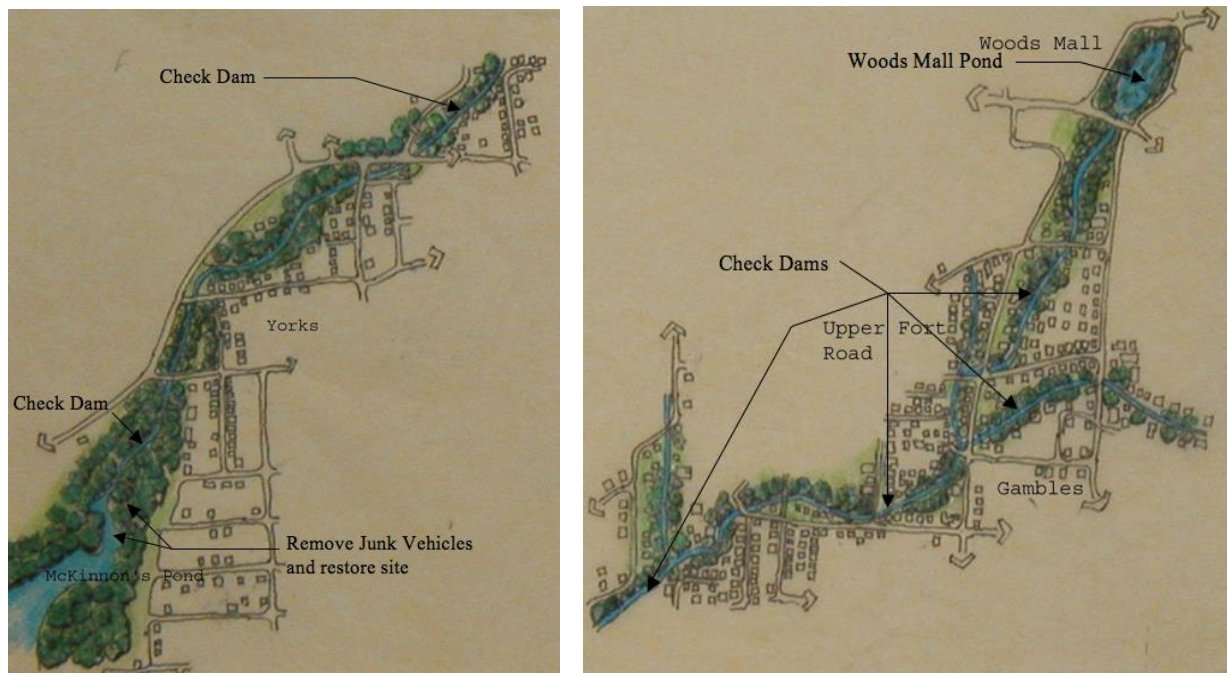 Check Dam
Yorks
Check Dam
Remove Junk Vehicles
and restore site
McKinnon's Pond
Woods Mall
Woods Mall Pond
Check Dams
Upper Fort
Road
Gambles